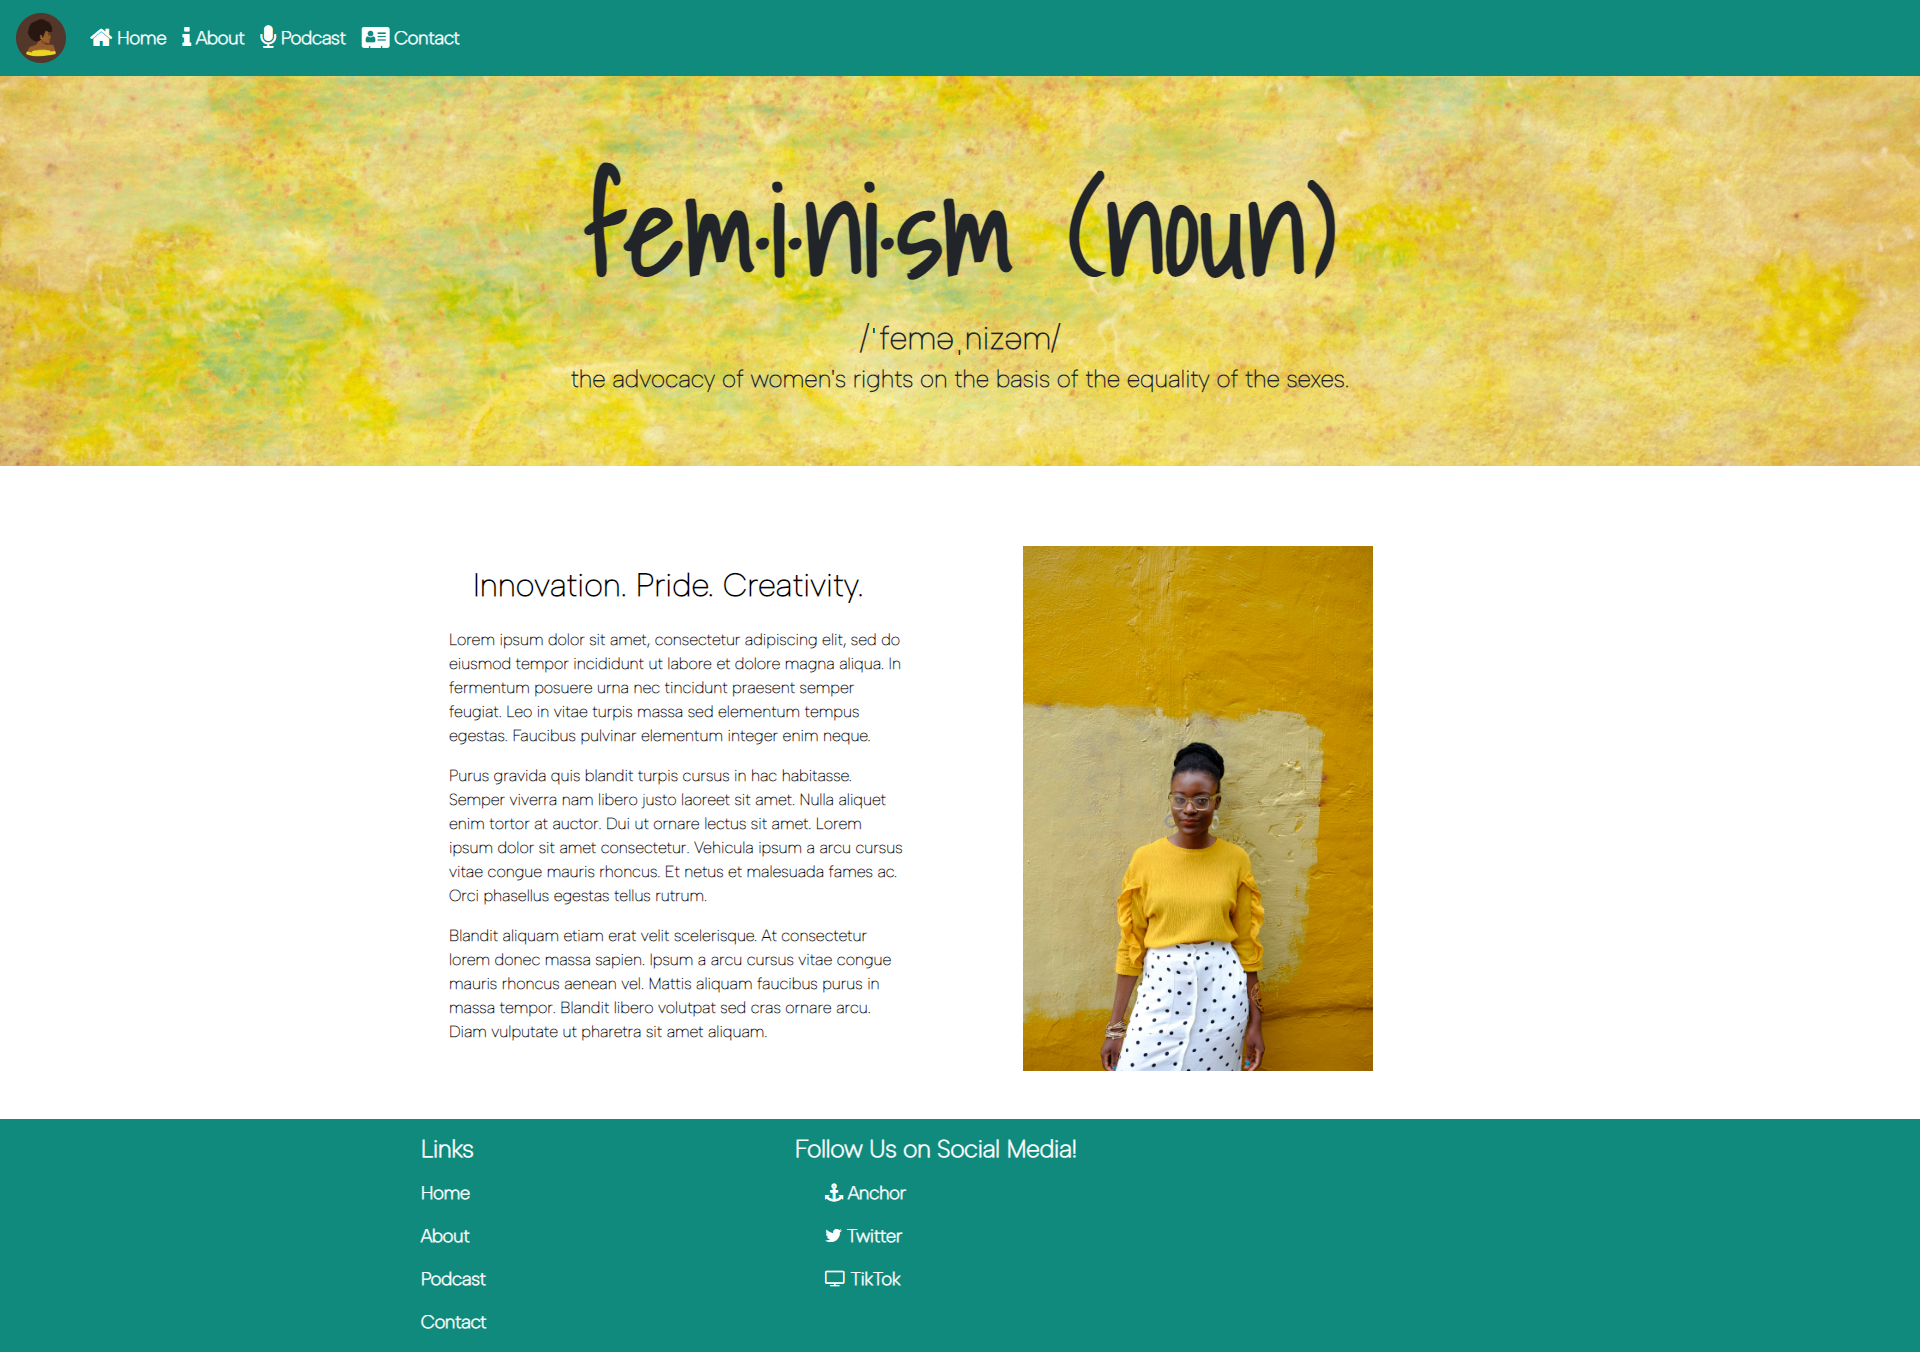 Home About Podcast Contact
fem·i·ni·sm (noun)
/ˈfeməˌnizəm/
the advocacy of women's rights on the basis of the equality of the sexes.
Innovation. Pride. Creativity.
Lorem ipsum dolor sit amet, consectetur adipiscing elit, sed do
eiusmod tempor incididunt ut labore et dolore magna aliqua. In
fermentum posuere urna nec tincidunt praesent semper
feugiat. Leo in vitae turpis massa sed elementum tempus
egestas. Faucibus pulvinar elementum integer enim neque.
Purus gravida quis blandit turpis cursus in hac habitasse.
Semper viverra nam libero justo laoreet sit amet. Nulla aliquet
enim tortor at auctor. Dui ut ornare lectus sit amet. Lorem
ipsum dolor sit amet consectetur. Vehicula ipsum a arcu cursus
vitae congue mauris rhoncus. Et netus et malesuada fames ac.
Orci phasellus egestas tellus rutrum.
Blandit aliquam etiam erat velit scelerisque. At consectetur
lorem donec massa sapien. Ipsum a arcu cursus vitae congue
mauris rhoncus aenean vel. Mattis aliquam faucibus purus in
massa tempor. Blandit libero volutpat sed cras ornare arcu.
Diam vulputate ut pharetra sit amet aliquam.
Links
Home
About
Podcast
Contact
Follow Us on Social Media!
Anchor
Twitter
TikTok